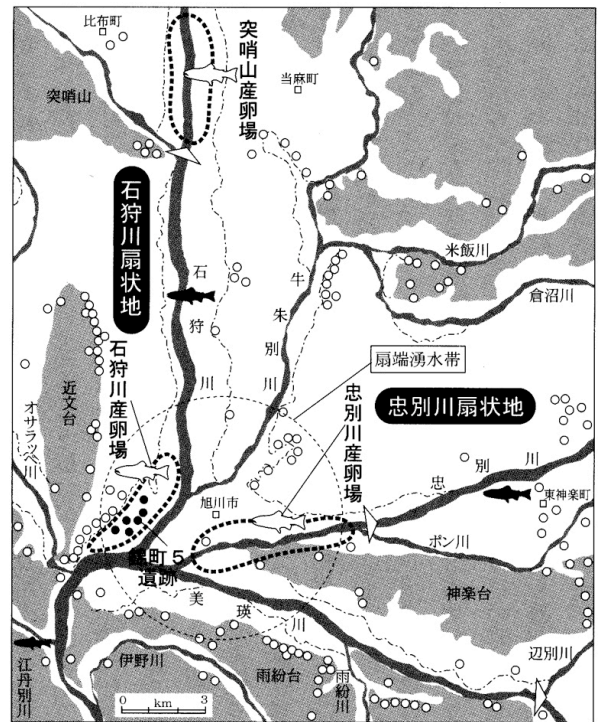 比布町
突哨山産卵場
突哨山
当麻町
石狩川扇状地
石狩川
牛朱別川
米飯川
倉沼川
扇端湧水帯
近文台
オサラッペ川
石狩川産卵場
忠別川産卵場
忠別川扇状地
忠別川
東神楽町
旭川市
錦町5
遺跡
ポン川
神楽台
美瑛川
辺別川
江丹別川
伊野川
雨紛台
雨紛川
0 km 3